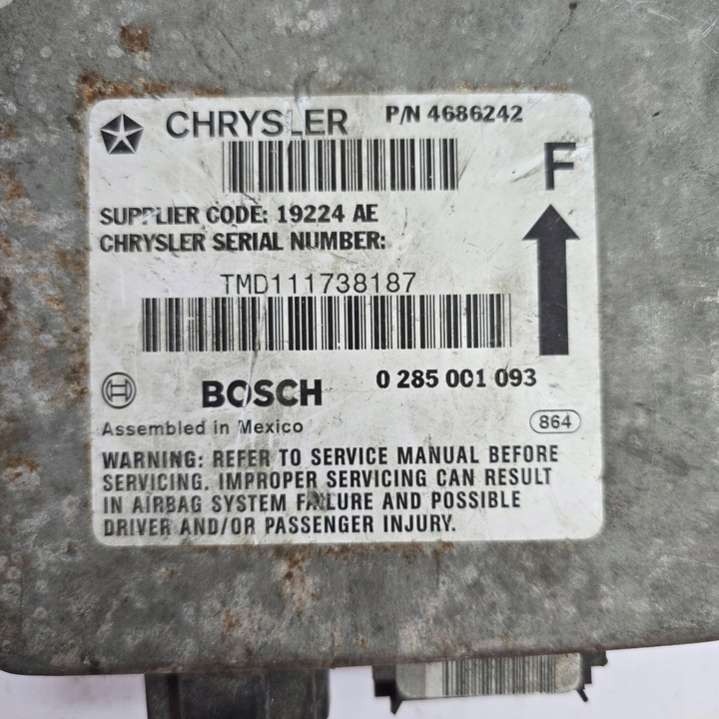 CHRYSLER P/N 4686242
F
SUPPLIER CODE: 19224 AE
CHRYSLER SERIAL NUMBER:
TMD111738187
BOSCH 0 285 001 093
Assembled in Mexico 864
WARNING: REFER TO SERVICE MANUAL BEFORE
SERVICING. IMPROPER SERVICING CAN RESULT
IN AIRBAG SYSTEM FAILURE AND POSSIBLE
DRIVER AND/OR PASSENGER INJURY.